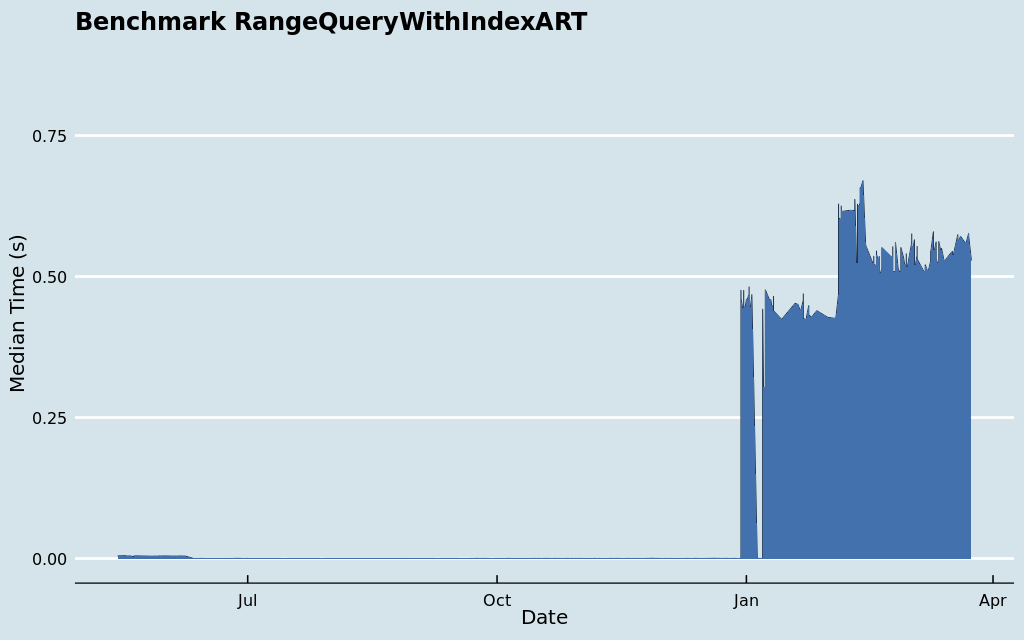 Benchmark RangeQueryWithIndexART
Median Time (s)
0.75
0.50
0.25
0.00
Jul Oct Jan Apr
Date